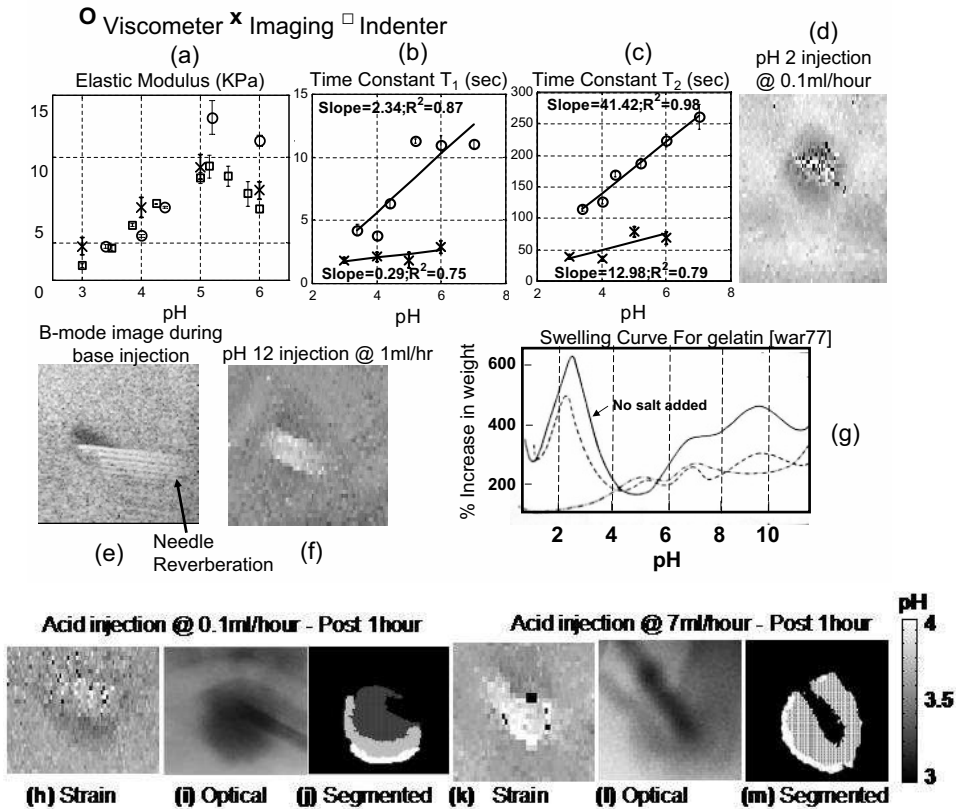 O Viscometer x Imaging □ Indenter
(a)
Elastic Modulus (KPa)
15
10
5
0
3 4 5 6
pH
(b)
Time Constant T1 (sec)
Slope=2.34;R2=0.87
15
10
5
0
2 4 6 8
Slope=0.29;R2=0.75
pH
(c)
Time Constant T2 (sec)
Slope=41.42;R2=0.98
300
250
200
150
100
50
0
2 4 6 8
Slope=12.98;R2=0.79
pH
(d)
pH 2 injection
@ 0.1ml/hour
B-mode image during
base injection
(e)
Needle
Reverberation
pH 12 injection @ 1ml/hr
(f)
Swelling Curve For gelatin [war77]
% Increase in weight
600
400
200
No salt added
2 4 6 8 10
pH
(g)
Acid injection @ 0.1ml/hour - Post 1hour
(h) Strain
(i) Optical
(j) Segmented
Acid injection @ 7ml/hour - Post 1hour
(k) Strain
(l) Optical
(m) Segmented
pH
4
3.5
3